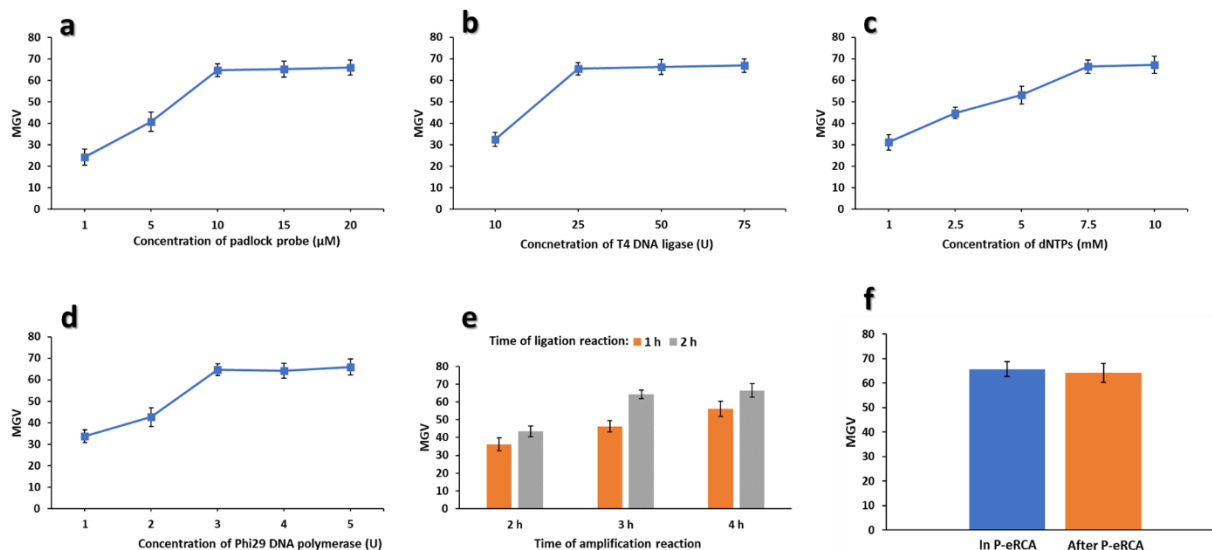 a
MGV
80
70
60
50
40
30
20
10
0
1 5 10 15 20
Concentration of padlock probe (µM)
b
MGV
80
70
60
50
40
30
20
10
0
10 25 50 75
Concnetration of T4 DNA ligase (U)
c
MGV
80
70
60
50
40
30
20
10
0
1 2.5 5 7.5 10
Concentration of dNTPs (mM)
d
MGV
80
70
60
50
40
30
20
10
0
1 2 3 4 5
Concentration of Phi29 DNA polymerase (U)
e
Time of ligation reaction: 1 h 2 h
MGV
80
70
60
50
40
30
20
10
0
2 h 3 h 4 h
Time of amplification reaction
f
MGV
80
70
60
50
40
30
20
10
0
In P-eRCA After P-eRCA